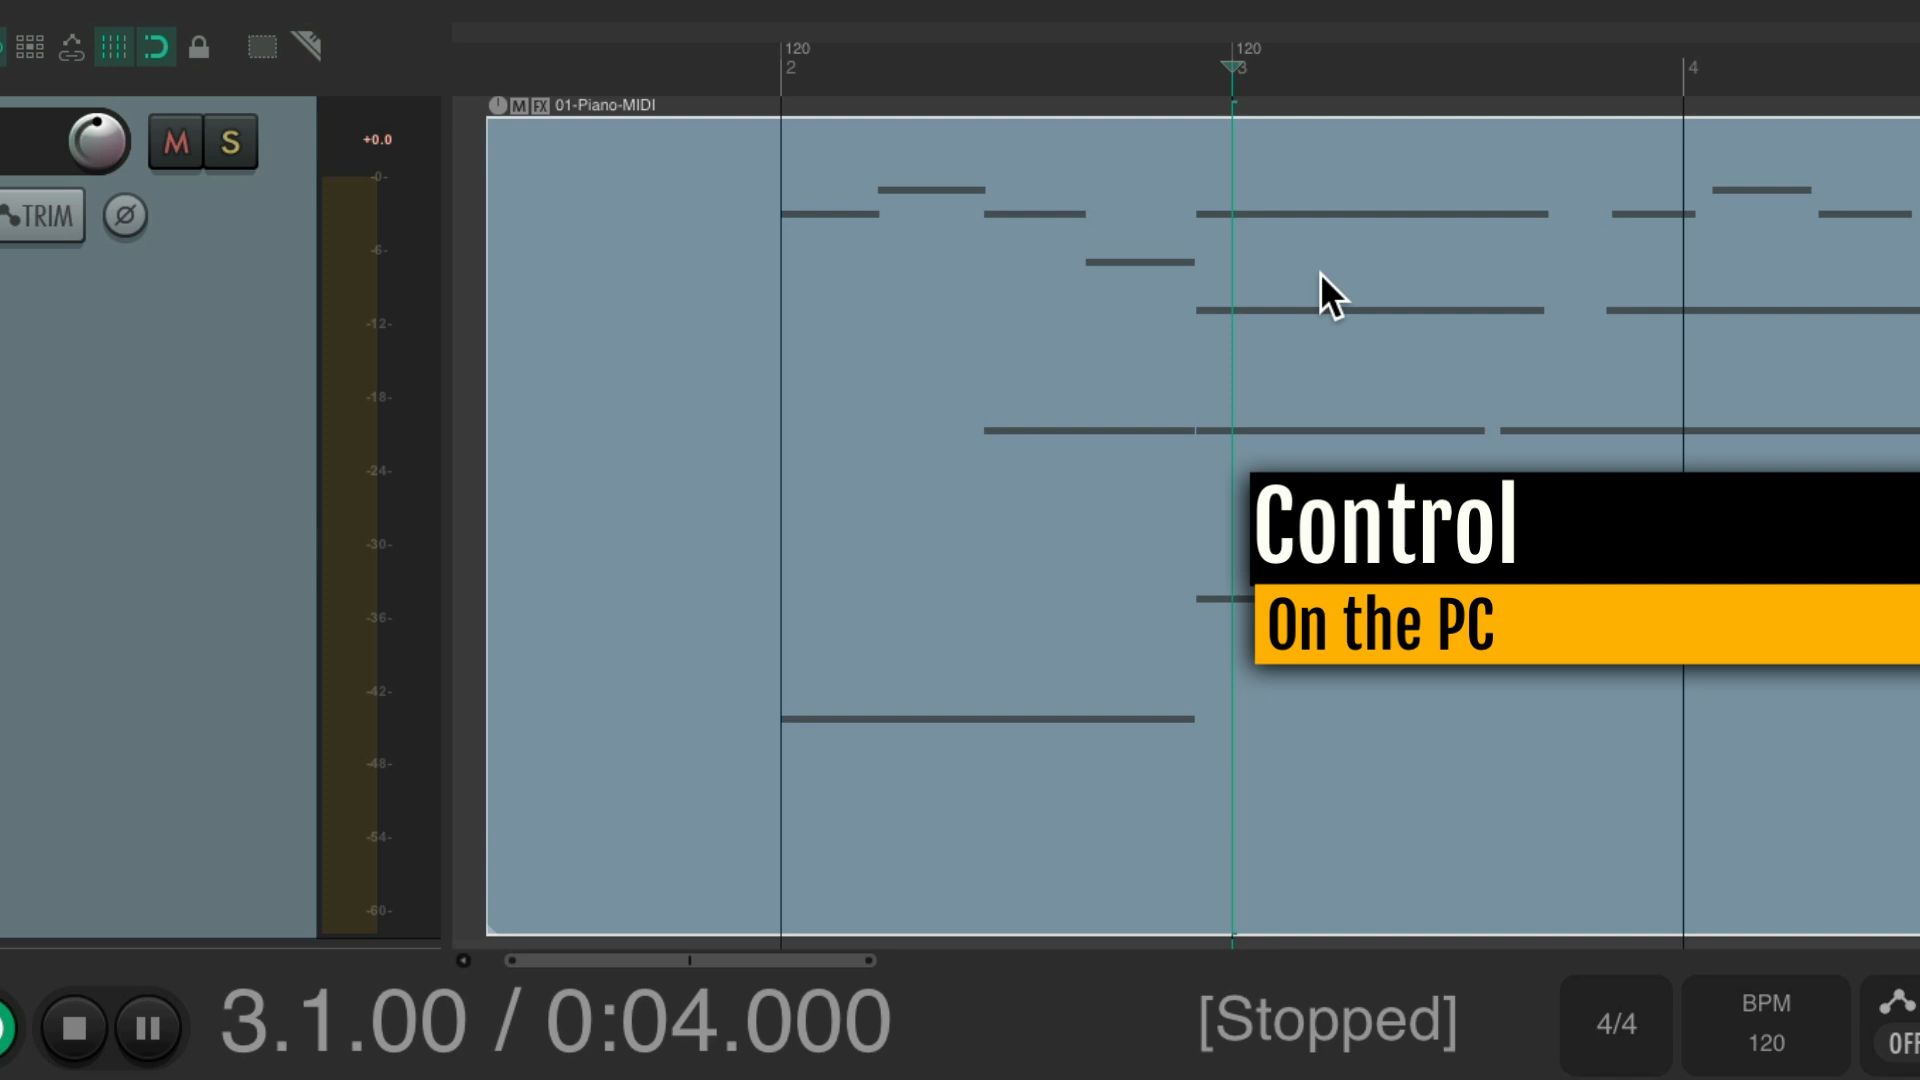 120
2
120
3
4
M FX 01-Piano-MIDI
M S
+0.0
TRIM
-0-
-6-
-12-
-18-
-24-
-30-
-36-
-42-
-48-
-54-
-60-
Control
On the PC
3.1.00 / 0:04.000
[Stopped]
4/4
BPM
120
OFF